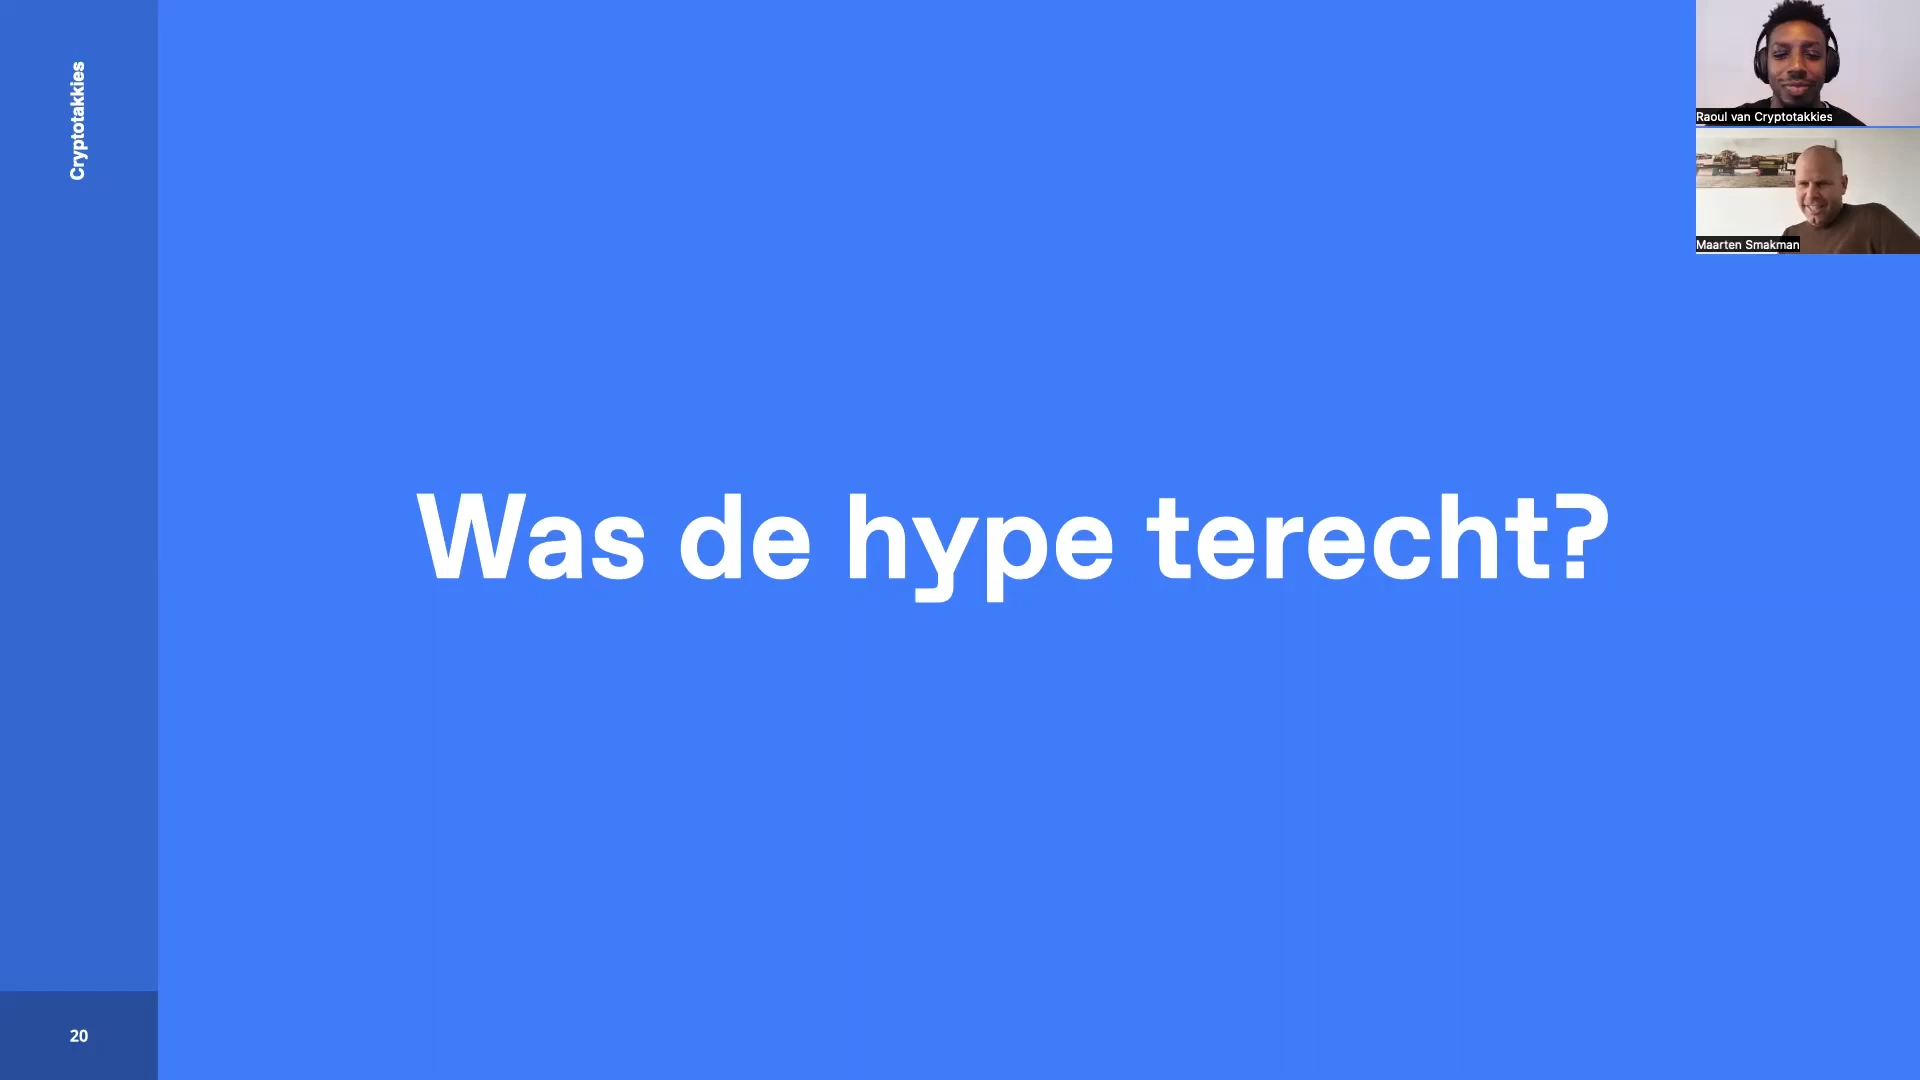 Cryptotakkies
Raoul van Cryptotakkies
Maarten Smakman
Was de hype terecht?
20